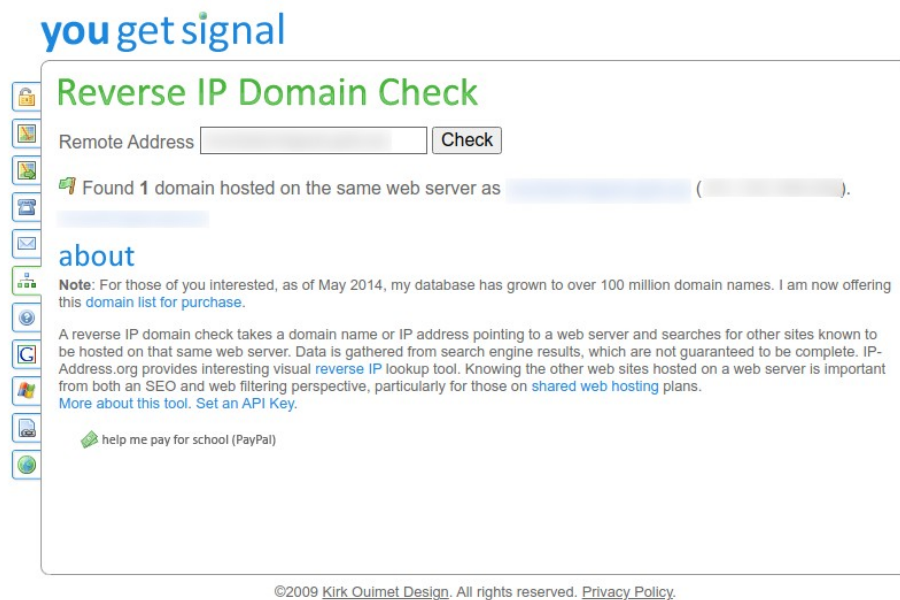 you get signal
Reverse IP Domain Check
Remote Address Check
Found 1 domain hosted on the same web server as ( ).
about
Note: For those of you interested, as of May 2014, my database has grown to over 100 million domain names. I am now offering
this domain list for purchase.
A reverse IP domain check takes a domain name or IP address pointing to a web server and searches for other sites known to
be hosted on that same web server. Data is gathered from search engine results, which are not guaranteed to be complete. IP-
Address.org provides interesting visual reverse IP lookup tool. Knowing the other web sites hosted on a web server is important
from both an SEO and web filtering perspective, particularly for those on shared web hosting plans.
More about this tool. Set an API Key.
help me pay for school (PayPal)
©2009 Kirk Ouimet Design. All rights reserved. Privacy Policy.